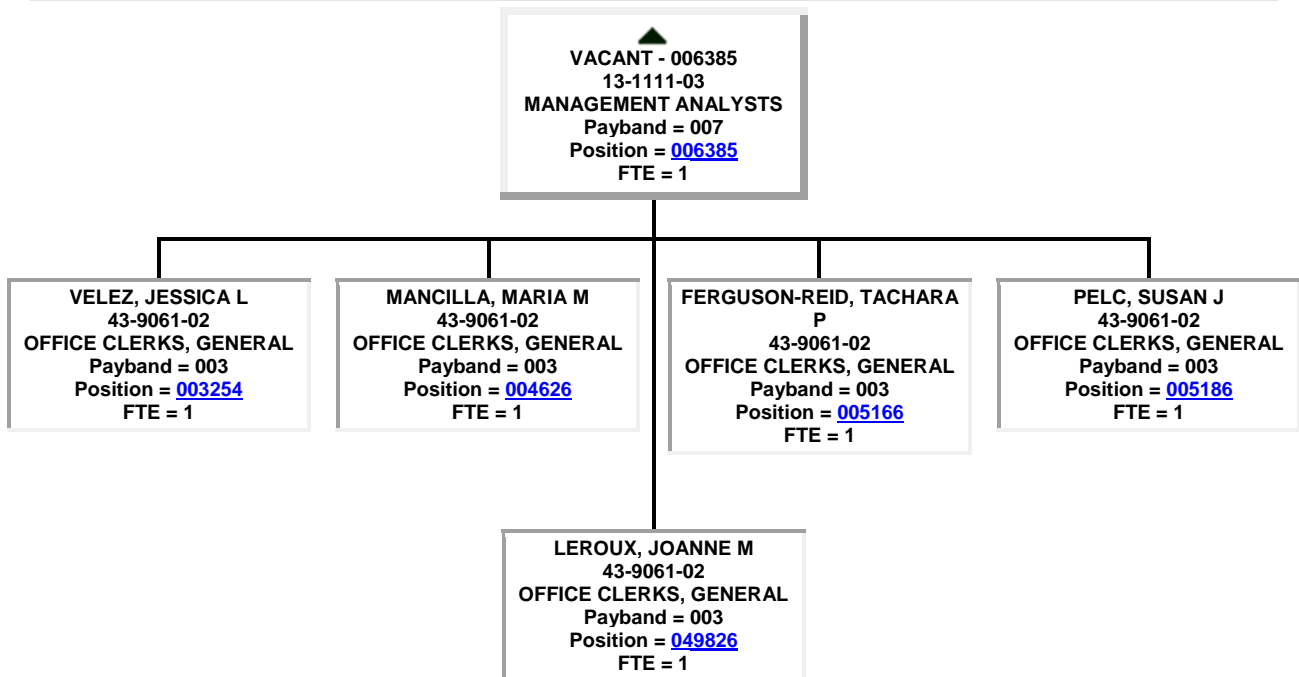 VACANT - 006385
13-1111-03
MANAGEMENT ANALYSTS
Payband = 007
Position = 006385
FTE = 1
VELEZ, JESSICA L
43-9061-02
OFFICE CLERKS, GENERAL
Payband = 003
Position = 003254
FTE = 1
MANCILLA, MARIA M
43-9061-02
OFFICE CLERKS, GENERAL
Payband = 003
Position = 004626
FTE = 1
FERGUSON-REID, TACHARA
P
43-9061-02
OFFICE CLERKS, GENERAL
Payband = 003
Position = 005166
FTE = 1
PELC, SUSAN J
43-9061-02
OFFICE CLERKS, GENERAL
Payband = 003
Position = 005186
FTE = 1
LEROUX, JOANNE M
43-9061-02
OFFICE CLERKS, GENERAL
Payband = 003
Position = 049826
FTE = 1